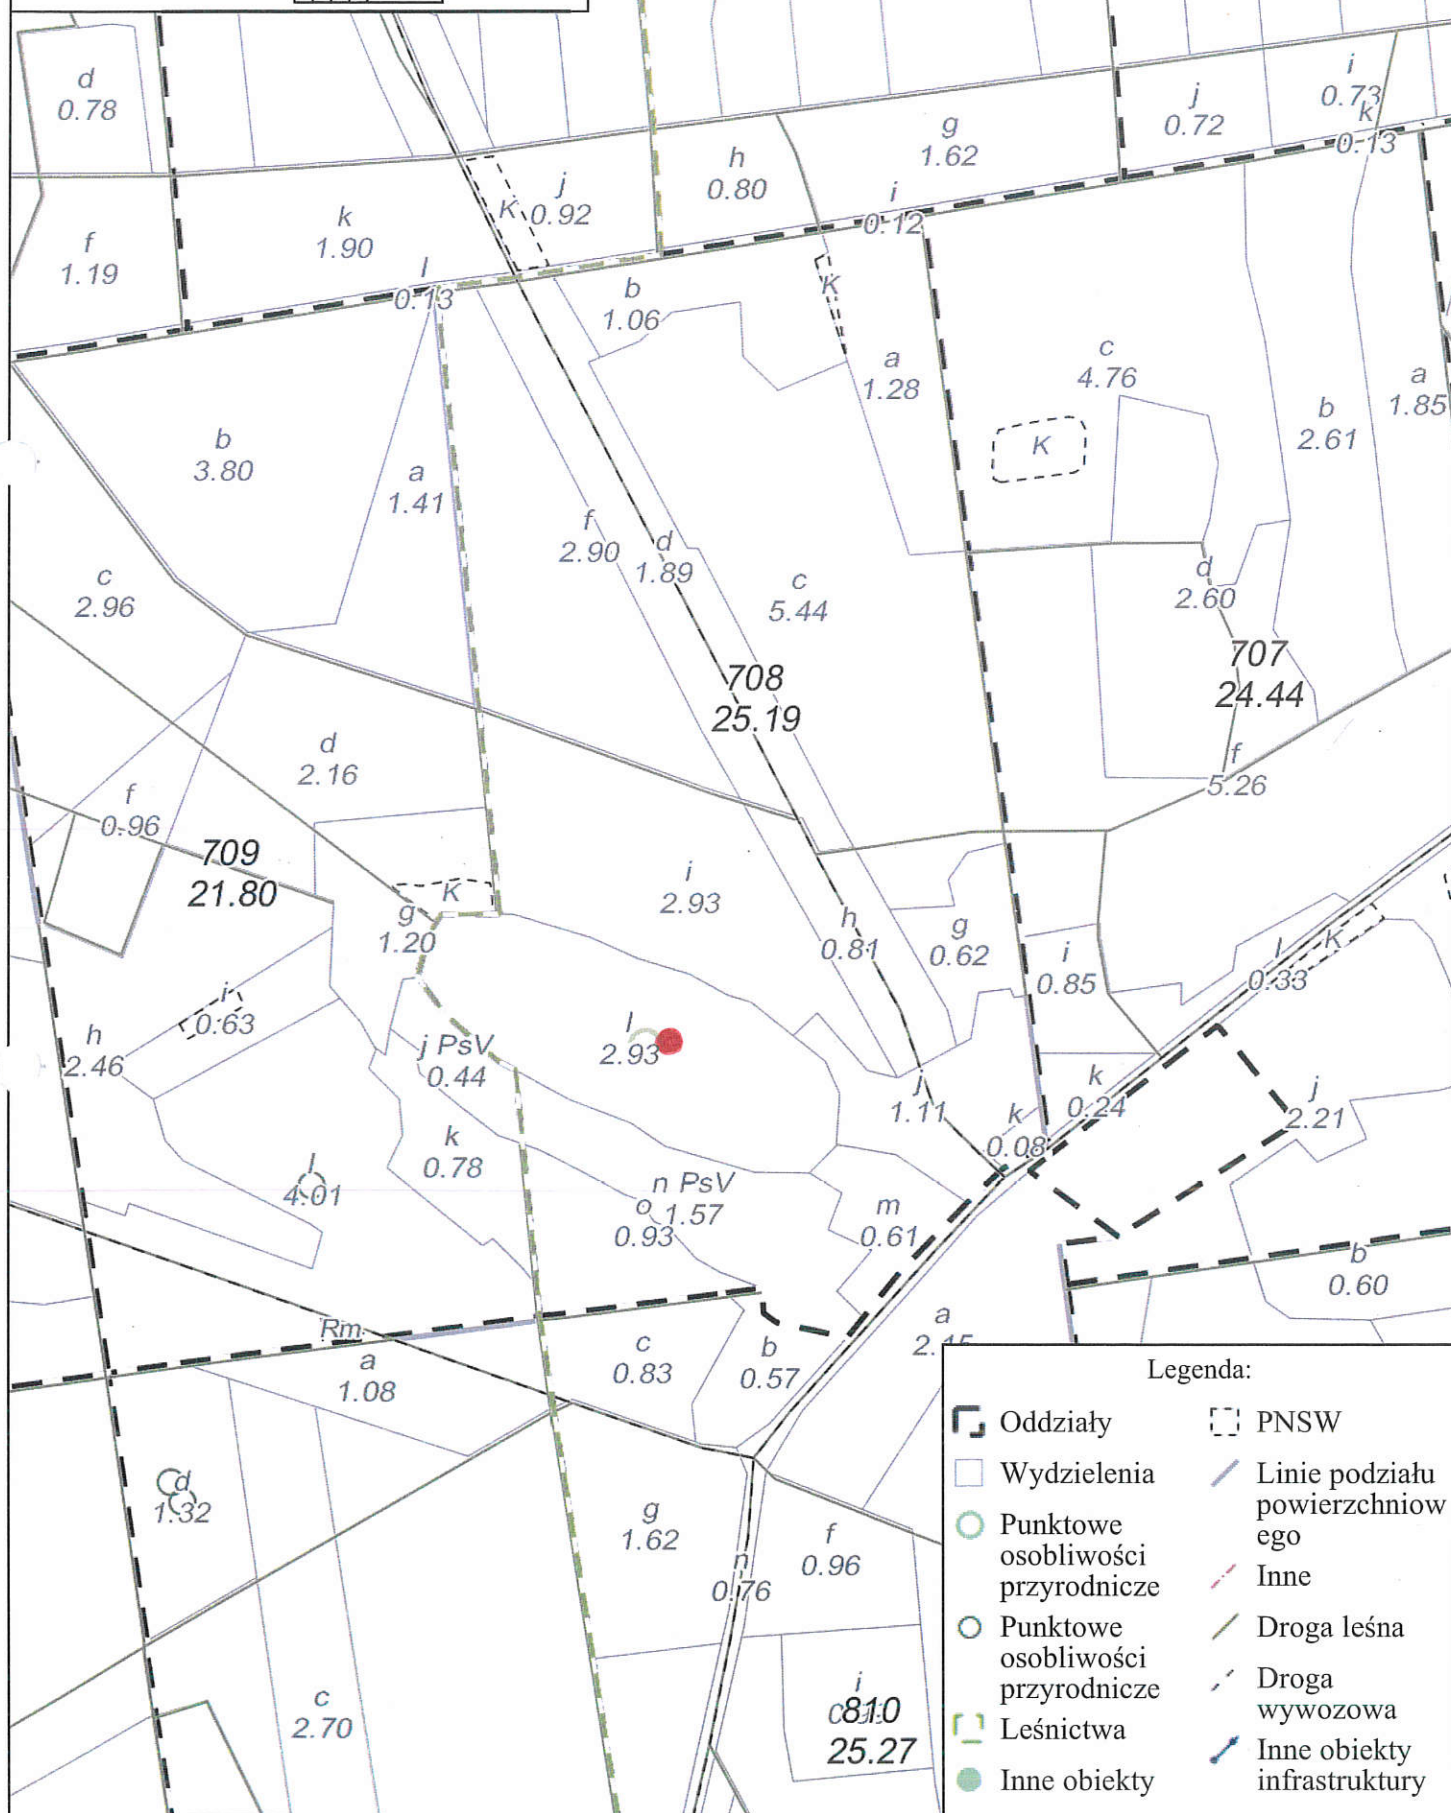 d
0.78
i
0.73
j
0.72
k
0.13
g
1.62
h
0.80
j
K 0.92
i
0.12
k
1.90
f
1.19
l
0.13
K
b
1.06
a
1.28
c
4.76
a
1.85
b
2.61
K
b
3.80
a
1.41
f
2.90
d
1.89
c
5.44
c
2.96
d
2.60
707
24.44
708
25.19
d
2.16
f
5.26
f
0.96
709
21.80
i
2.93
K
g
1.20
h
0.81
g
0.62
i
0.85
l
0.33
K
i
0.63
h
2.46
l
2.93
j PsV
0.44
j
1.11
k
0.24
j
2.21
k
0.08
k
0.78
l
4.01
n PsV
1.57
o
0.93
m
0.61
b
0.60
Rm
a
1.08
c
0.83
b
0.57
a
d
1.32
g
1.62
f
0.96
n
0.76
c
2.70
i
810
25.27
Legenda:
Oddziały
Wydzielenia
Punktowe
osobliwości
przyrodnicze
Punktowe
osobliwości
przyrodnicze
Leśnictwa
Inne obiekty
PNSW
Linie podziału
powierzchniow
ego
Inne
Droga leśna
Droga
wywozowa
Inne obiekty
infrastruktury